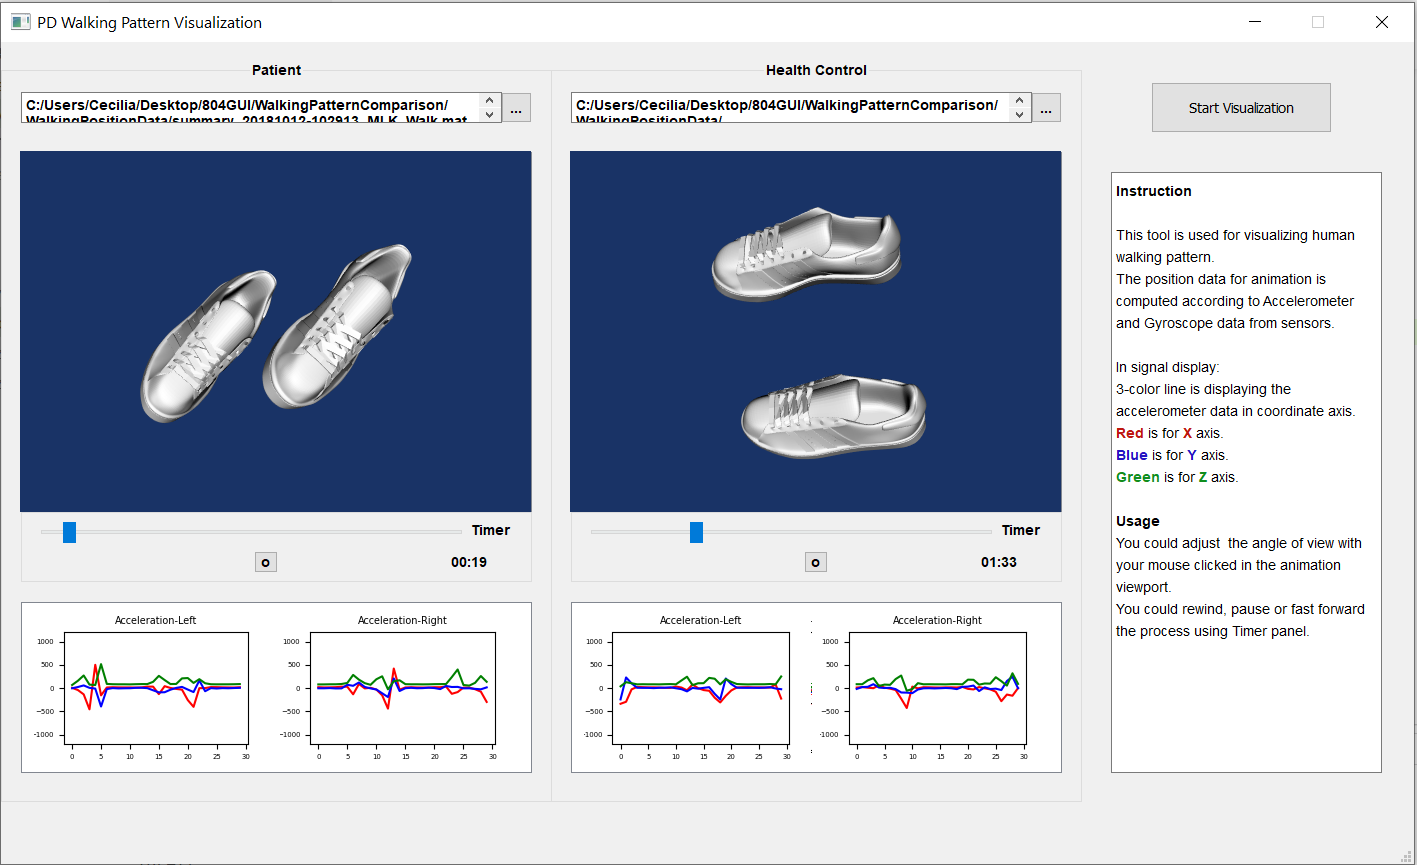 PD Walking Pattern Visualization
Patient
C:/Users/Cecilia/Desktop/804GUI/WalkingPatternComparison/
WalkingPositionData/summary_20181012-102913_MLK_Walk.mat
...
Health Control
C:/Users/Cecilia/Desktop/804GUI/WalkingPatternComparison/
WalkingPositionData/
...
Start Visualization
Timer
o
00:19
Timer
o
01:33
Acceleration-Left
1000
500
0
−500
−1000
0 5 10 15 20 25 30
Acceleration-Right
1000
500
0
−500
−1000
0 5 10 15 20 25 30
Acceleration-Left
1000
500
0
−500
-1000
0 5 10 15 20 25 30
Acceleration-Right
1000
500
0
−500
-1000
0 5 10 15 20 25 30
Instruction
This tool is used for visualizing human
walking pattern.
The position data for animation is
computed according to Accelerometer
and Gyroscope data from sensors.
In signal display:
3-color line is displaying the
accelerometer data in coordinate axis.
Red is for X axis.
Blue is for Y axis.
Green is for Z axis.
Usage
You could adjust  the angle of view with
your mouse clicked in the animation
viewport.
You could rewind, pause or fast forward
the process using Timer panel.